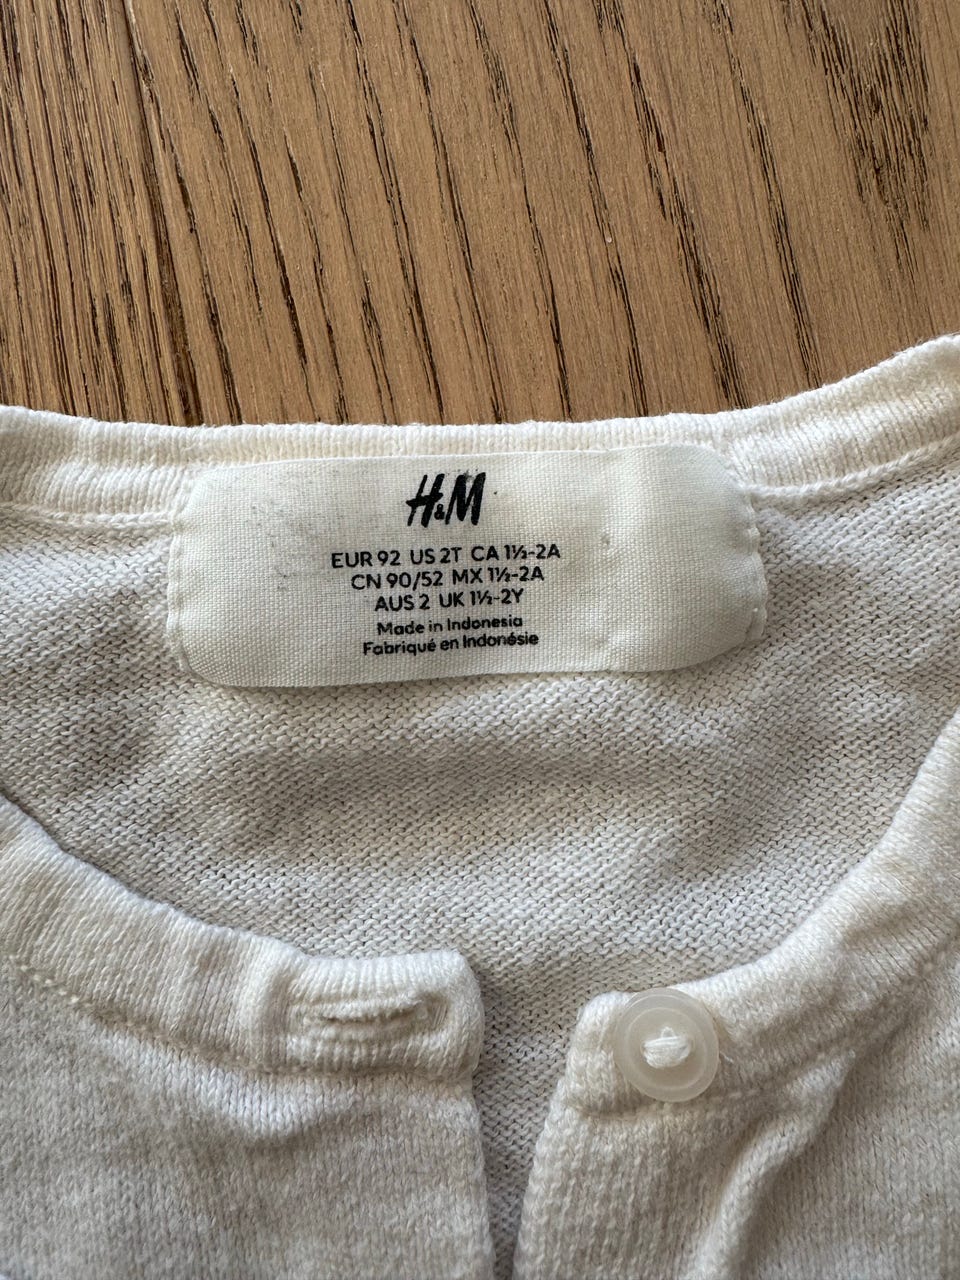 H&M
EUR 92 US 2T CA 1½-2A
CN 90/52 MX 1½-2A
AUS 2 UK 1½-2Y
Made in Indonesia
Fabriqué en Indonésie